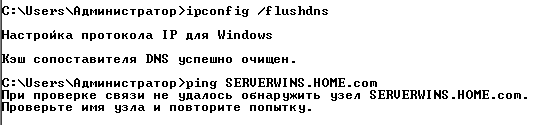 C:\Users\Администратор>ipconfig /flushdns
Настройка протокола IP для Windows
Кэш сопоставителя DNS успешно очищен.
C:\Users\Администратор>ping SERVERWINS.HOME.com
При проверке связи не удалось обнаружить узел SERVERWINS.HOME.com.
Проверьте имя узла и повторите попытку.